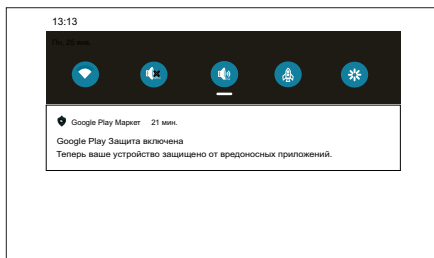 13:13
Google Play Маркет 21 мин.
Google Play Защита включена
Теперь ваше устройство защищено от вредоносных приложений.